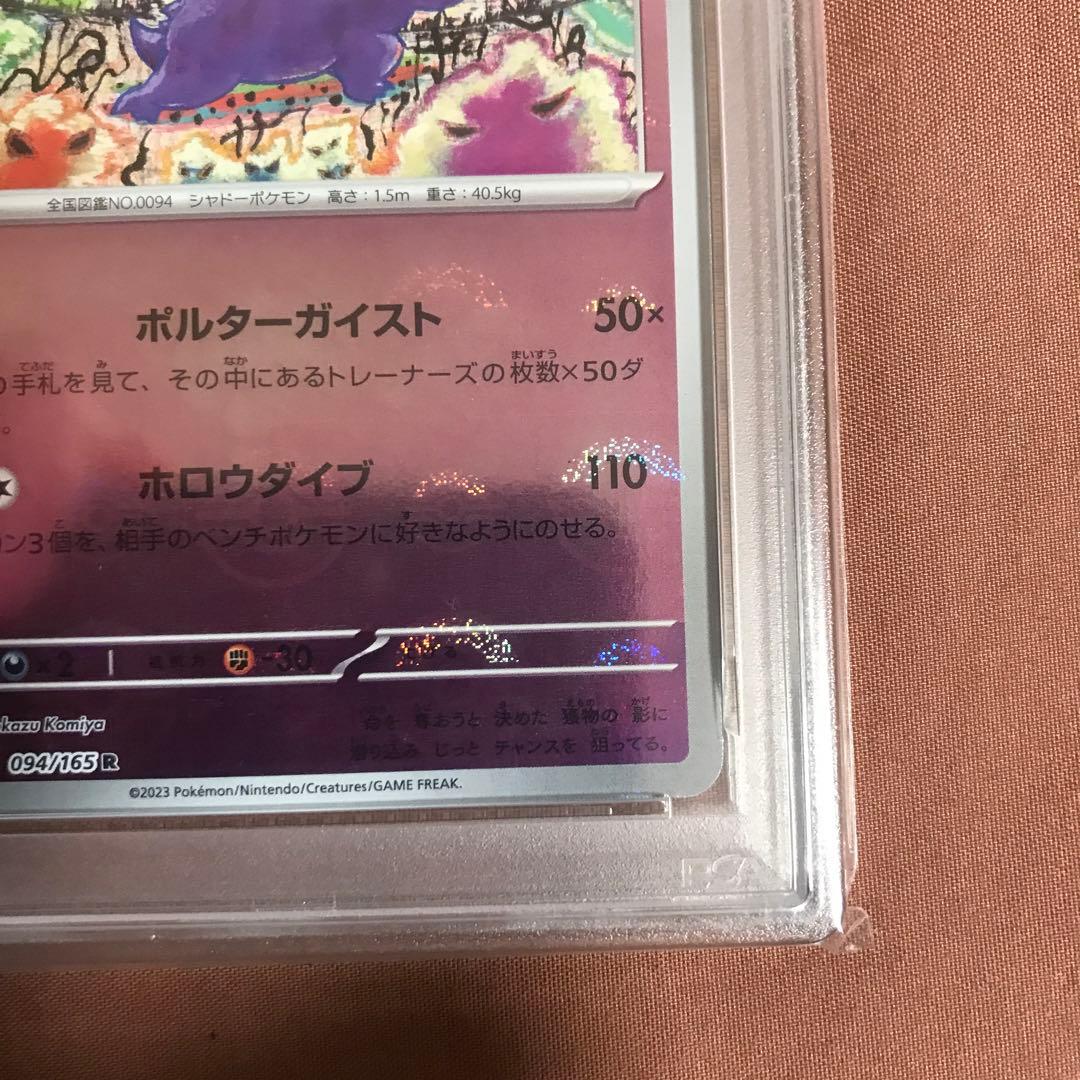 全国図鑑NO.0094 シャドーポケモン 高さ：1.5m 重さ：40.5kg
ポルターガイスト 50×
の手札を見て、その中にあるトレーナーズの枚数×50ダ
。
ホロウダイブ 110
ン3個を、相手のベンチポケモンに好きなようにのせる。
×2 抵抗力 -30
kazu Komiya
命を 奪おうと 決めた 獲物の 影に
094/165 R
潜り込み じっと チャンスを 狙ってる。
©2023 Pokémon/Nintendo/Creatures/GAME FREAK.
PSA